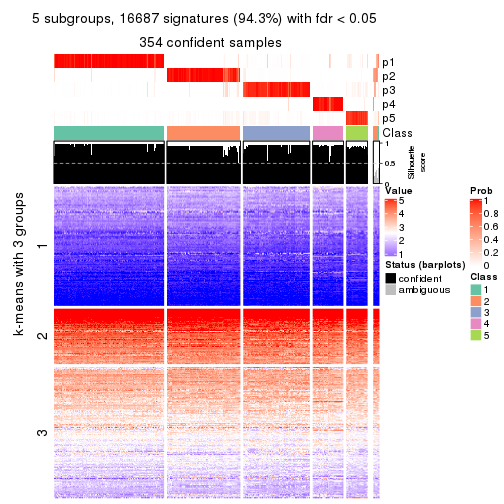 5 subgroups, 16687 signatures (94.3%) with fdr < 0.05
354 confident samples
p1
p2
p3
p4
p5
Class
1
0.5
0
Silhouette score
k-means with 3 groups
1
2
3
Value
5
4
3
2
1
Status (barplots)
confident
ambiguous
Prob
1
0.8
0.6
0.4
0.2
0
Class
1
2
3
4
5